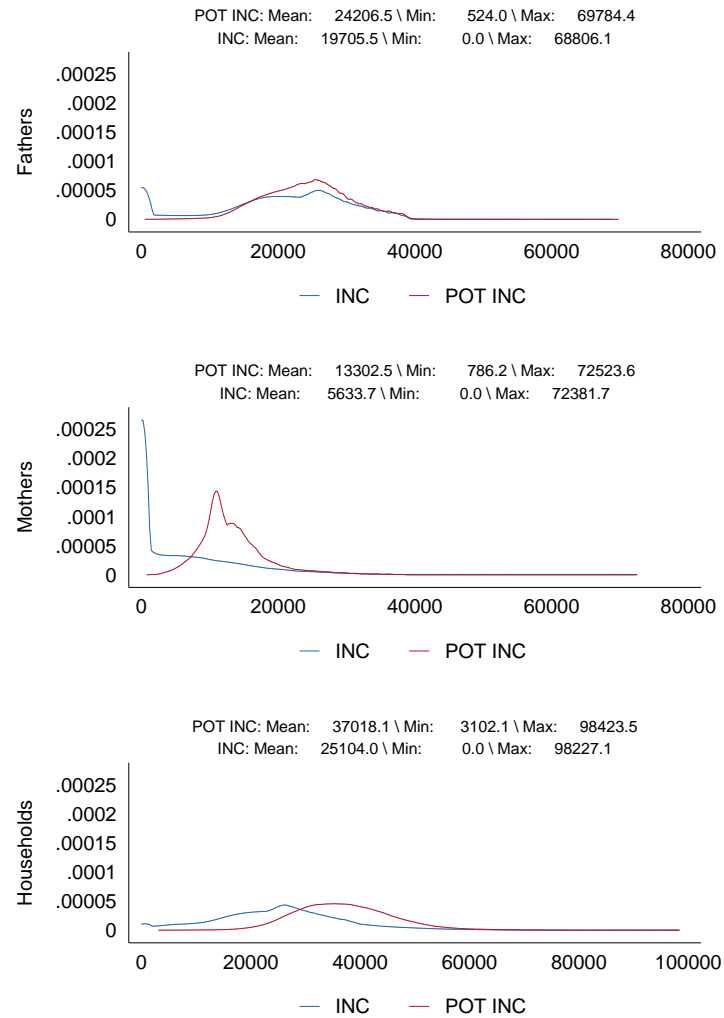 POT INC: Mean: 24206.5 \ Min: 524.0 \ Max: 69784.4
INC: Mean: 19705.5 \ Min: 0.0 \ Max: 68806.1
Fathers
.00025
.0002
.00015
.0001
.00005
0
0 20000 40000 60000 80000
INC POT INC
POT INC: Mean: 13302.5 \ Min: 786.2 \ Max: 72523.6
INC: Mean: 5633.7 \ Min: 0.0 \ Max: 72381.7
Mothers
.00025
.0002
.00015
.0001
.00005
0
0 20000 40000 60000 80000
INC POT INC
POT INC: Mean: 37018.1 \ Min: 3102.1 \ Max: 98423.5
INC: Mean: 25104.0 \ Min: 0.0 \ Max: 98227.1
Households
.00025
.0002
.00015
.0001
.00005
0
0 20000 40000 60000 80000 100000
INC POT INC